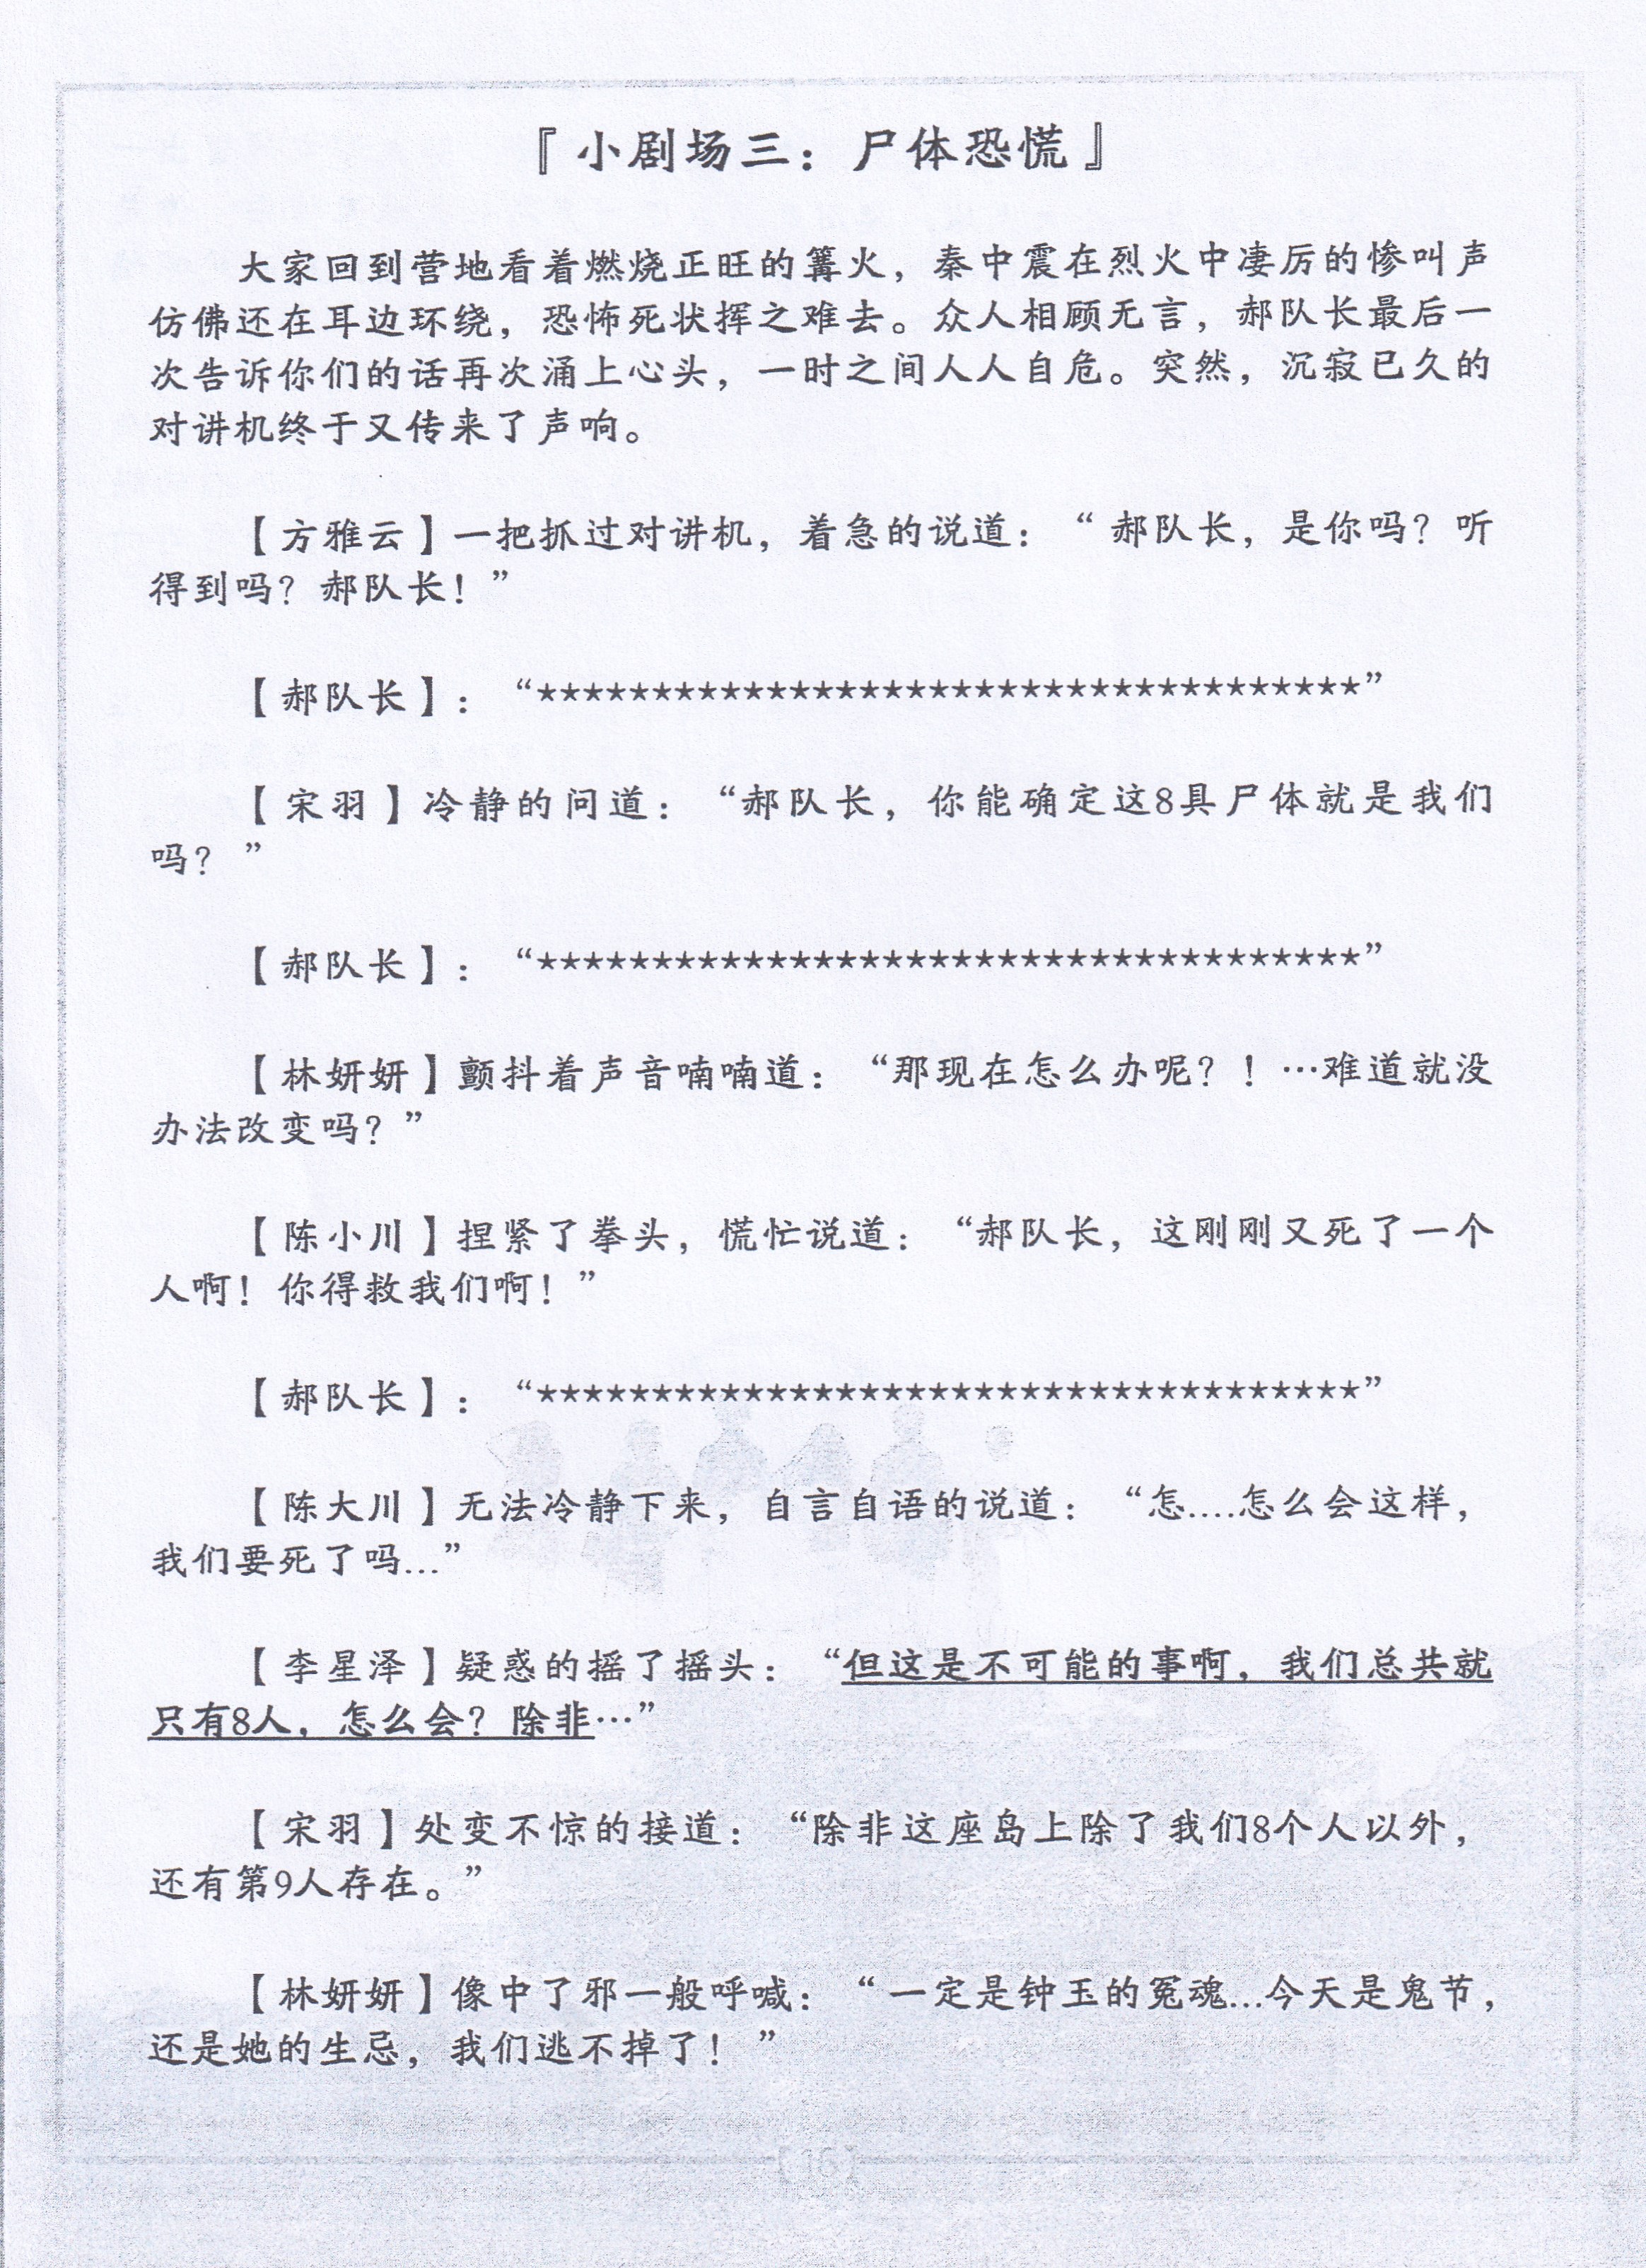 『小剧场三：尸体恐慌』
大家回到营地看着燃烧正旺的篝火，秦中震在烈火中凄厉的惨叫声
仿佛还在耳边环绕，恐怖死状挥之难去。众人相顾无言，郝队长最后一
次告诉你们的话再次涌上心头，一时之间人人自危。突然，沉寂已久的
对讲机终于又传来了声响。
【方雅云】一把抓过对讲机，着急的说道：“郝队长，是你吗？听
得到吗？郝队长！”
【郝队长】：“************************************”
【宋羽】冷静的问道：“郝队长，你能确定这8具尸体就是我们
吗？”
【郝队长】：“************************************”
【林妍妍】颤抖着声音喃喃道：“那现在怎么办呢？！…难道就没
办法改变吗？”
【陈小川】捏紧了拳头，慌忙说道：“郝队长，这刚刚又死了一个
人啊！你得救我们啊！”
【郝队长】：“************************************”
【陈大川】无法冷静下来，自言自语的说道：“怎....怎么会这样，
我们要死了吗...”
【李星泽】疑惑的摇了摇头：“但这是不可能的事啊，我们总共就
只有8人，怎么会？除非…”
【宋羽】处变不惊的接道：“除非这座岛上除了我们8个人以外，
还有第9人存在。”
【林妍妍】像中了邪一般呼喊：“一定是钟玉的冤魂...今天是鬼节，
还是她的生忌，我们逃不掉了！”
16